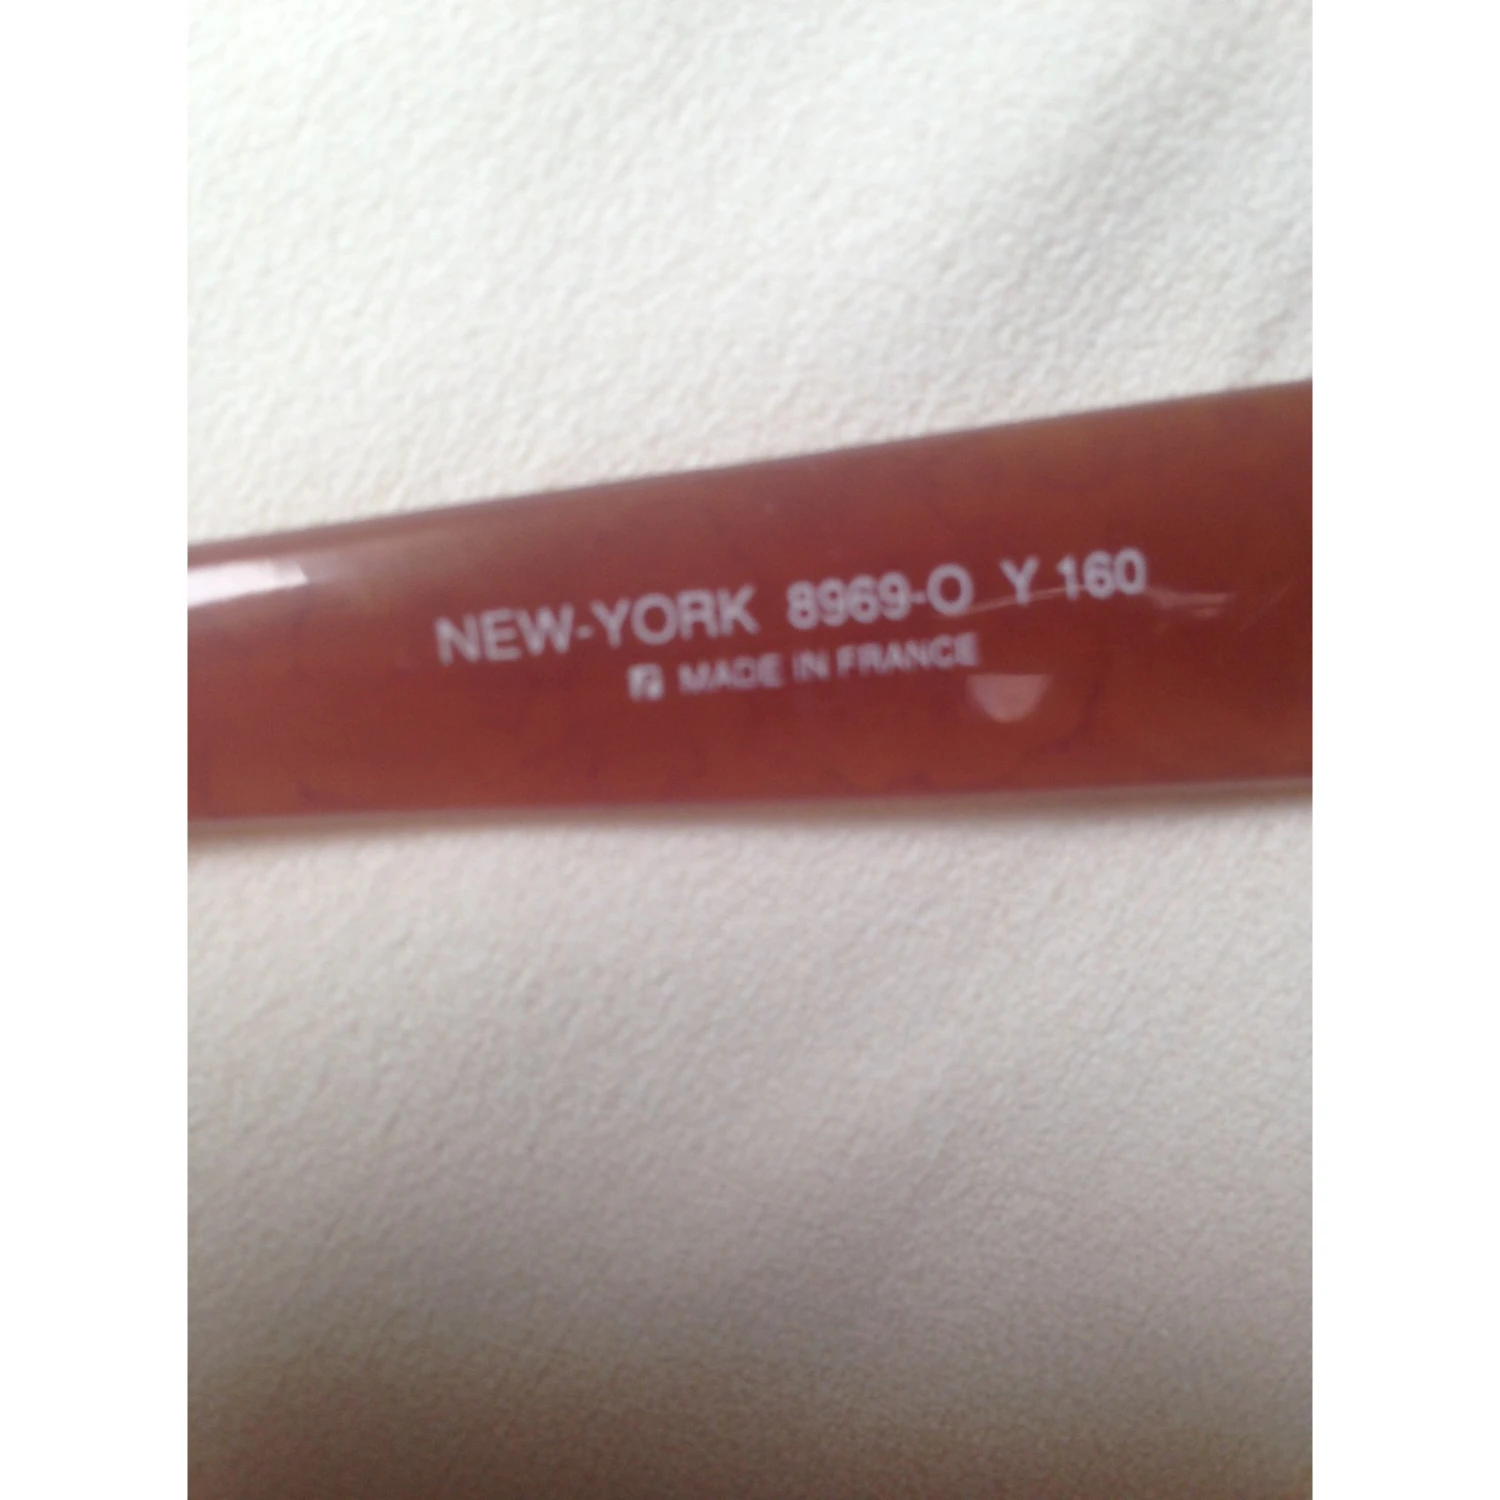 NEW-YORK 8969-O Y 160
MADE IN FRANCE